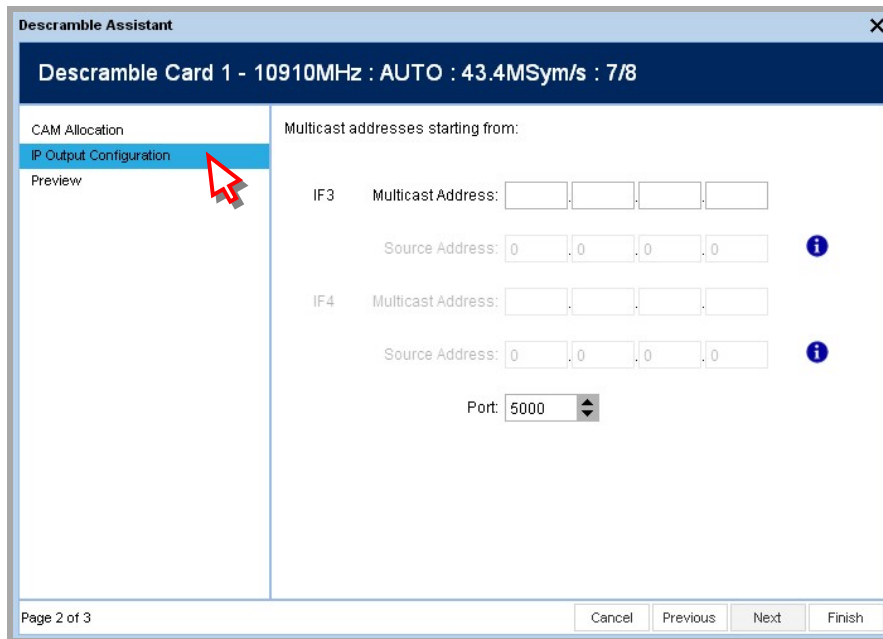 Descramble Assistant
Descramble Card 1 - 10910MHz : AUTO : 43.4MSym/s : 7/8
CAM Allocation
IP Output Configuration
Preview
Multicast addresses starting from:
IF3 Multicast Address: . . .
Source Address: 0 . 0 . 0 . 0
IF4 Multicast Address: . . .
Source Address: 0 . 0 . 0 . 0
Port: 5000
Page 2 of 3
Cancel Previous Next Finish